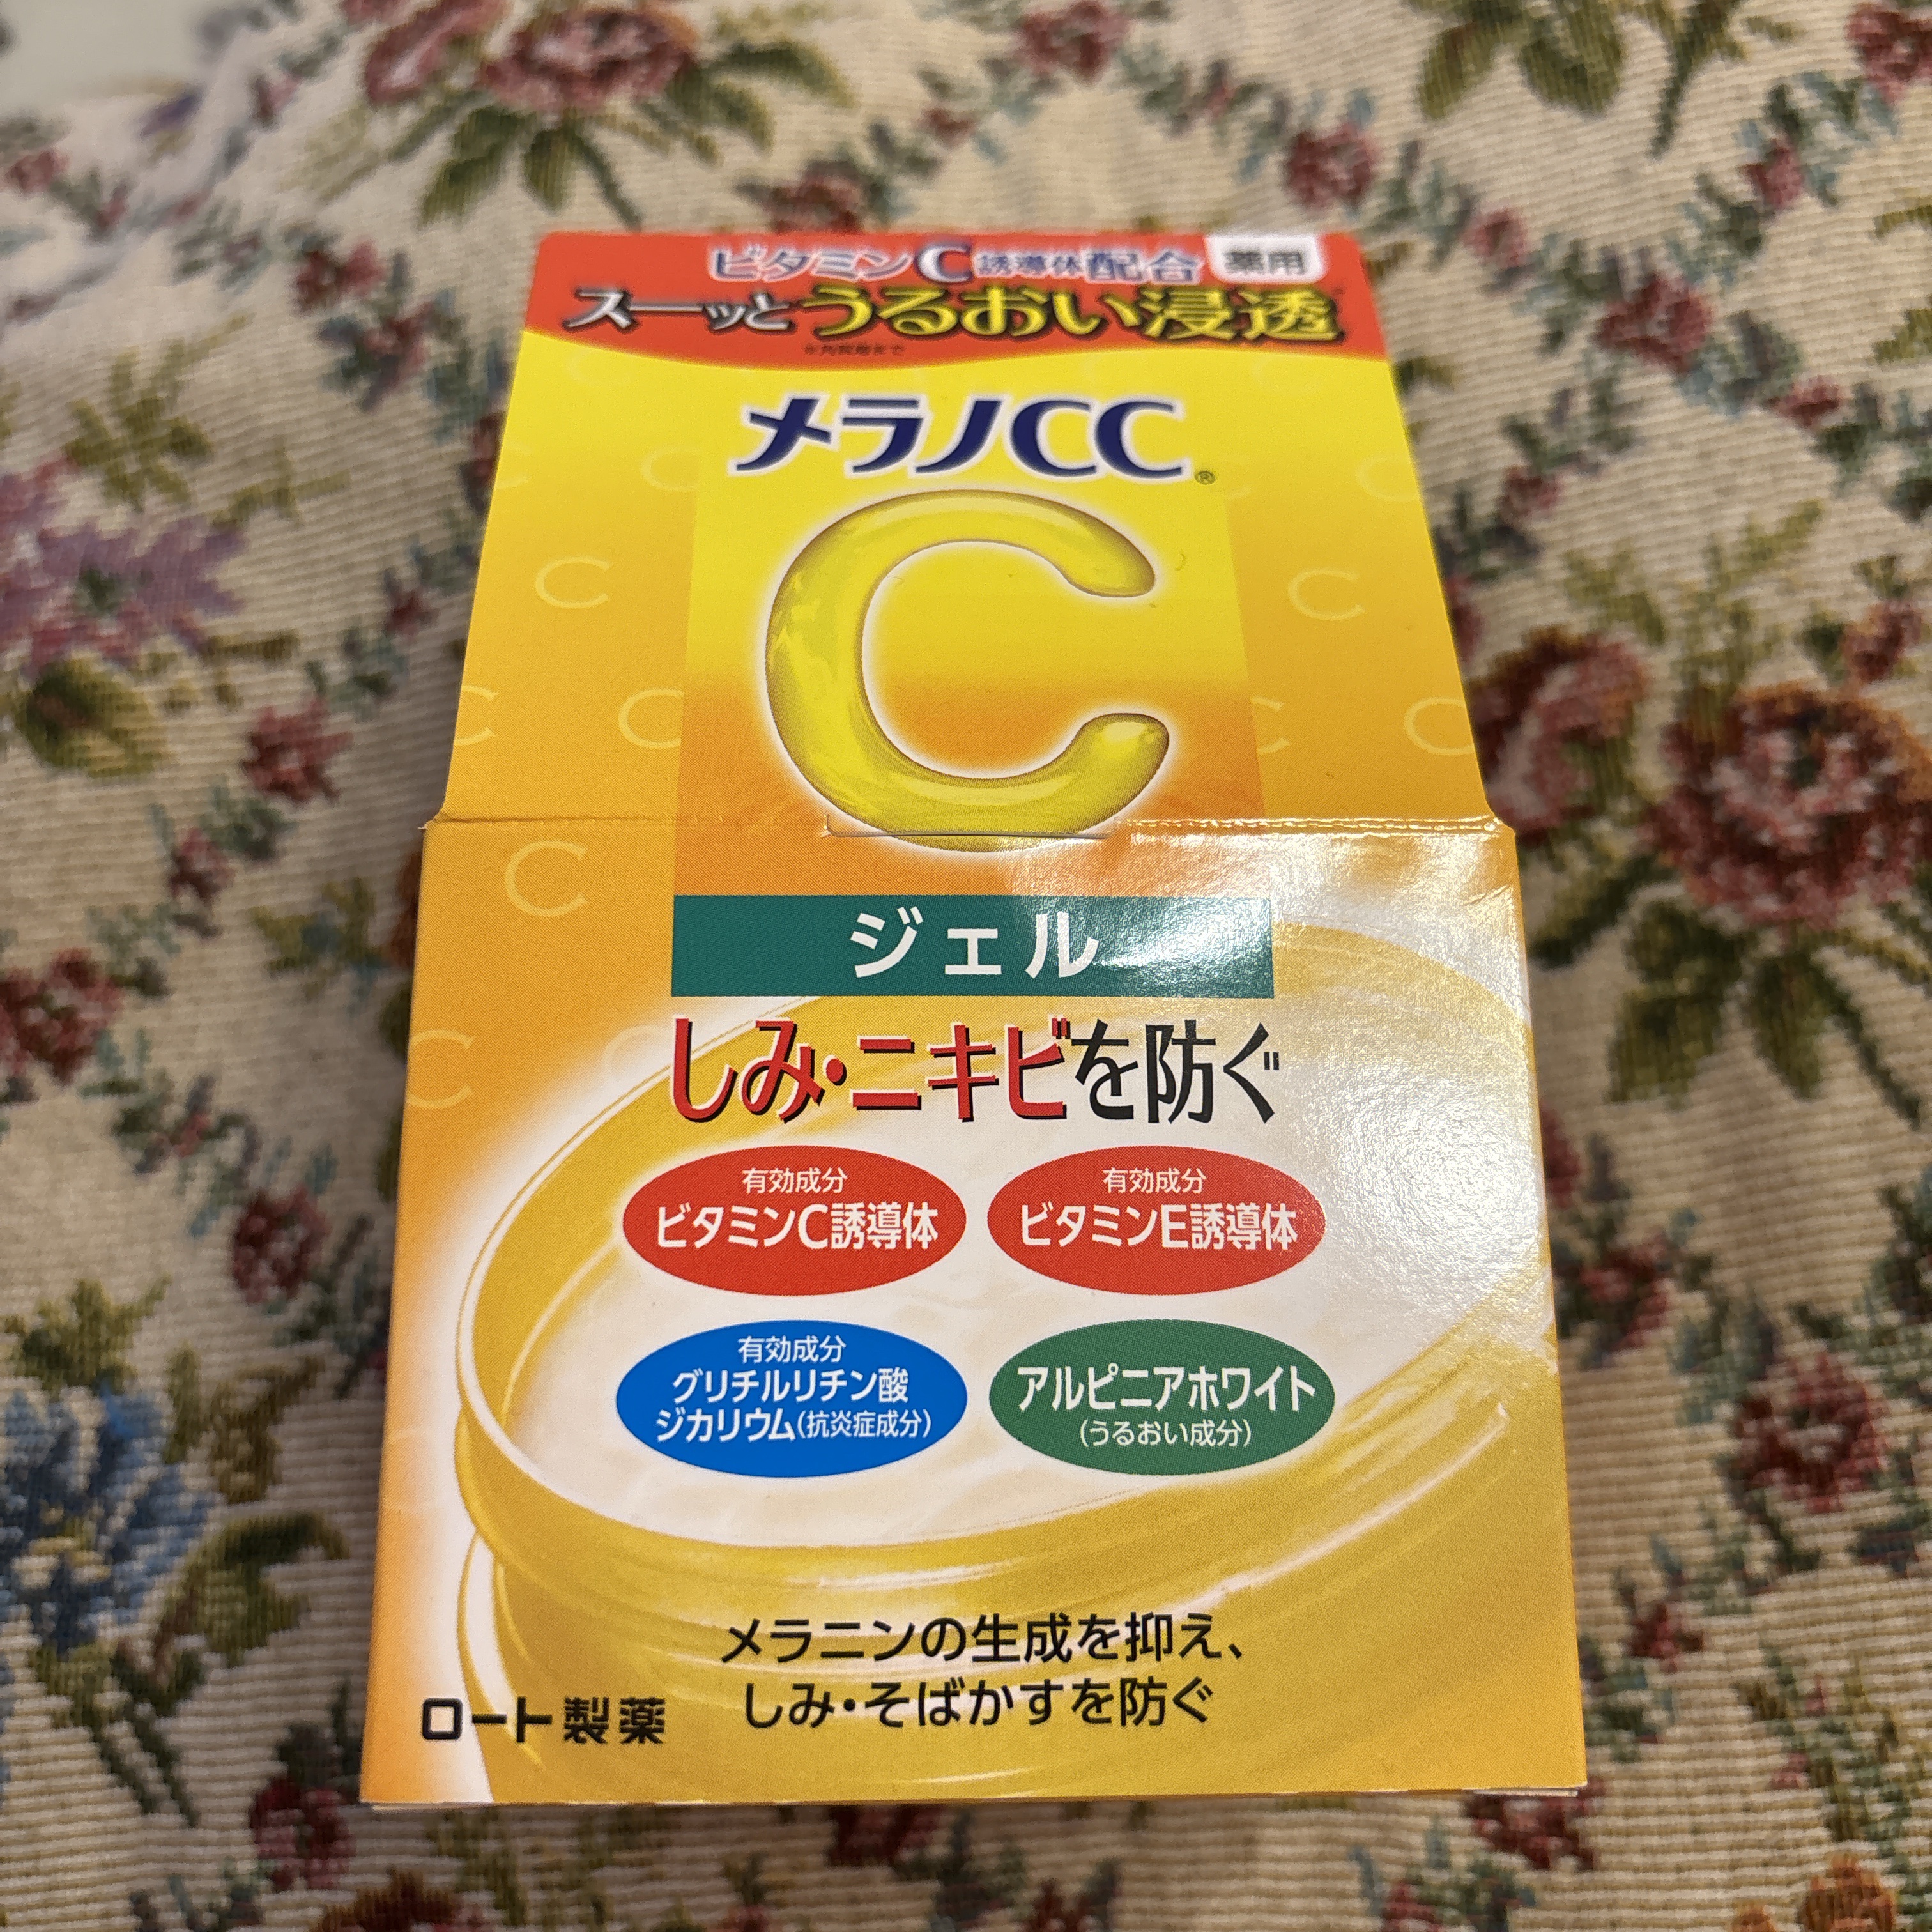 ビタミンC誘導体配合 薬用
スーッとうるおい浸透※
※角質層まで
メラノCC®
C
ジェル
しみ・ニキビを防ぐ
有効成分
ビタミンC誘導体
有効成分
ビタミンE誘導体
有効成分
グリチルリチン酸
ジカリウム(抗炎症成分)
アルピニアホワイト
(うるおい成分)
メラニンの生成を抑え、
しみ・そばかすを防ぐ
ロート製薬